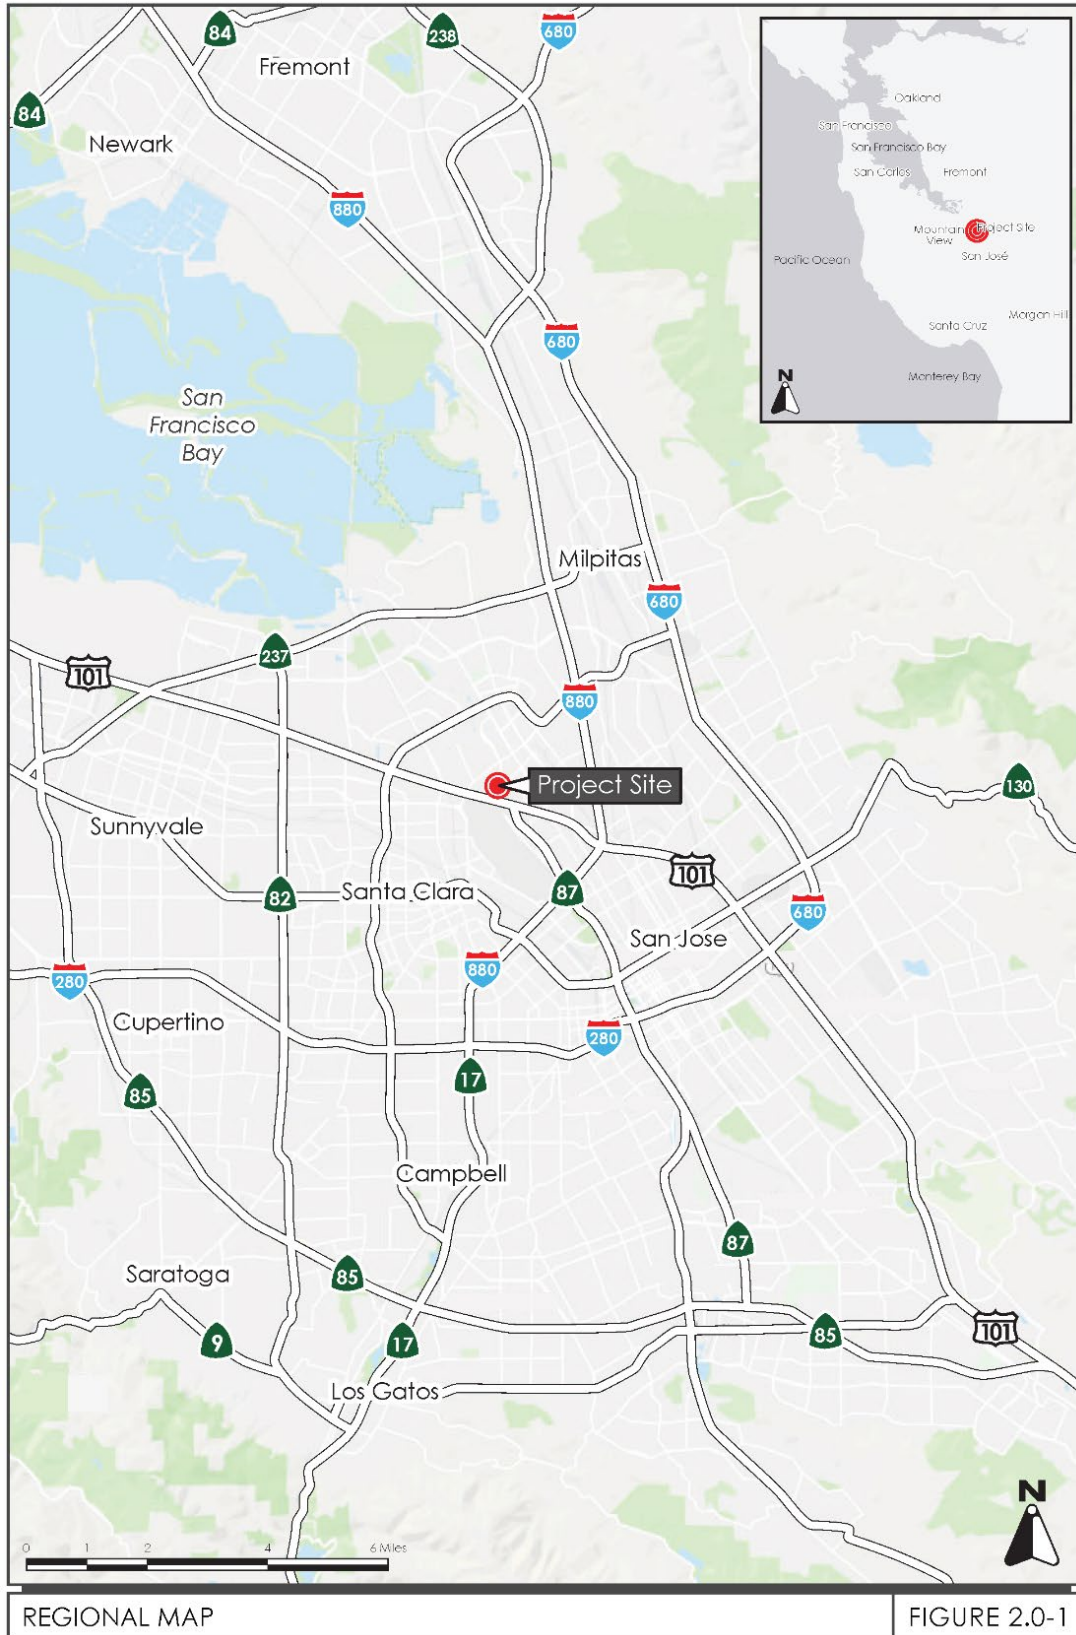 84
238
680
Fremont
84
Newark
880
Oakland
San Francisco
San Francisco Bay
San Carlos
Fremont
Mountain
View
Project Site
San José
Pacific Ocean
Morgan Hill
Santa Cruz
Monterey Bay
N
680
San
Francisco
Bay
Milpitas
680
237
101
880
Project Site
130
Sunnyvale
101
82
Santa Clara
87
680
San Jose
880
280
Cupertino
280
85
17
Campbell
87
Saratoga
85
9
17
101
85
Los Gatos
N
0 1 2 4 6 Miles
REGIONAL MAP
FIGURE 2.0-1